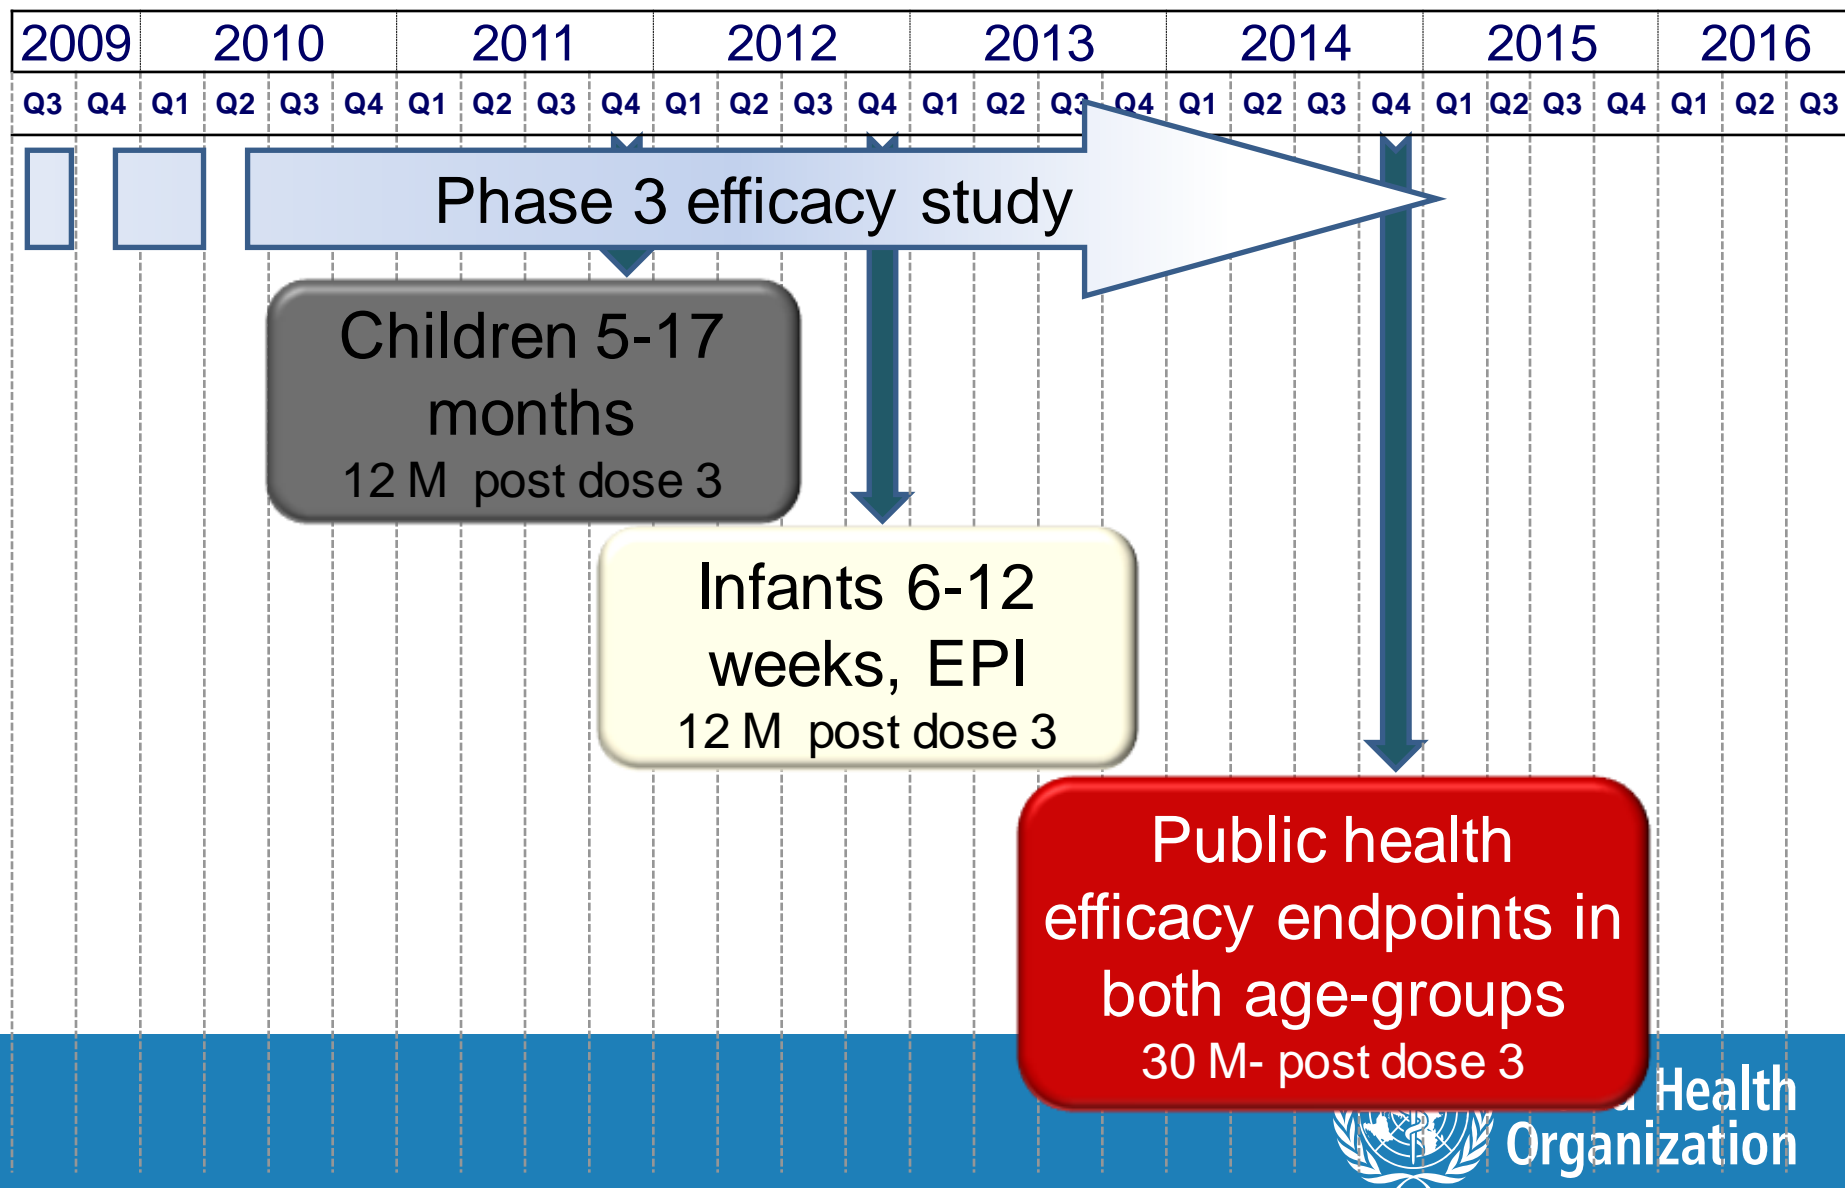 2009 2010 2011 2012 2013 2014 2015 2016
Q3 Q4 Q1 Q2 Q3 Q4 Q1 Q2 Q3 Q4 Q1 Q2 Q3 Q4 Q1 Q2 Q3 Q4 Q1 Q2 Q3 Q4 Q1 Q2 Q3 Q4 Q1 Q2 Q3
Phase 3 efficacy study
Children 5-17
months
12 M post dose 3
Infants 6-12
weeks, EPI
12 M post dose 3
Public health
efficacy endpoints in
both age-groups
30 M- post dose 3
Health
Organization